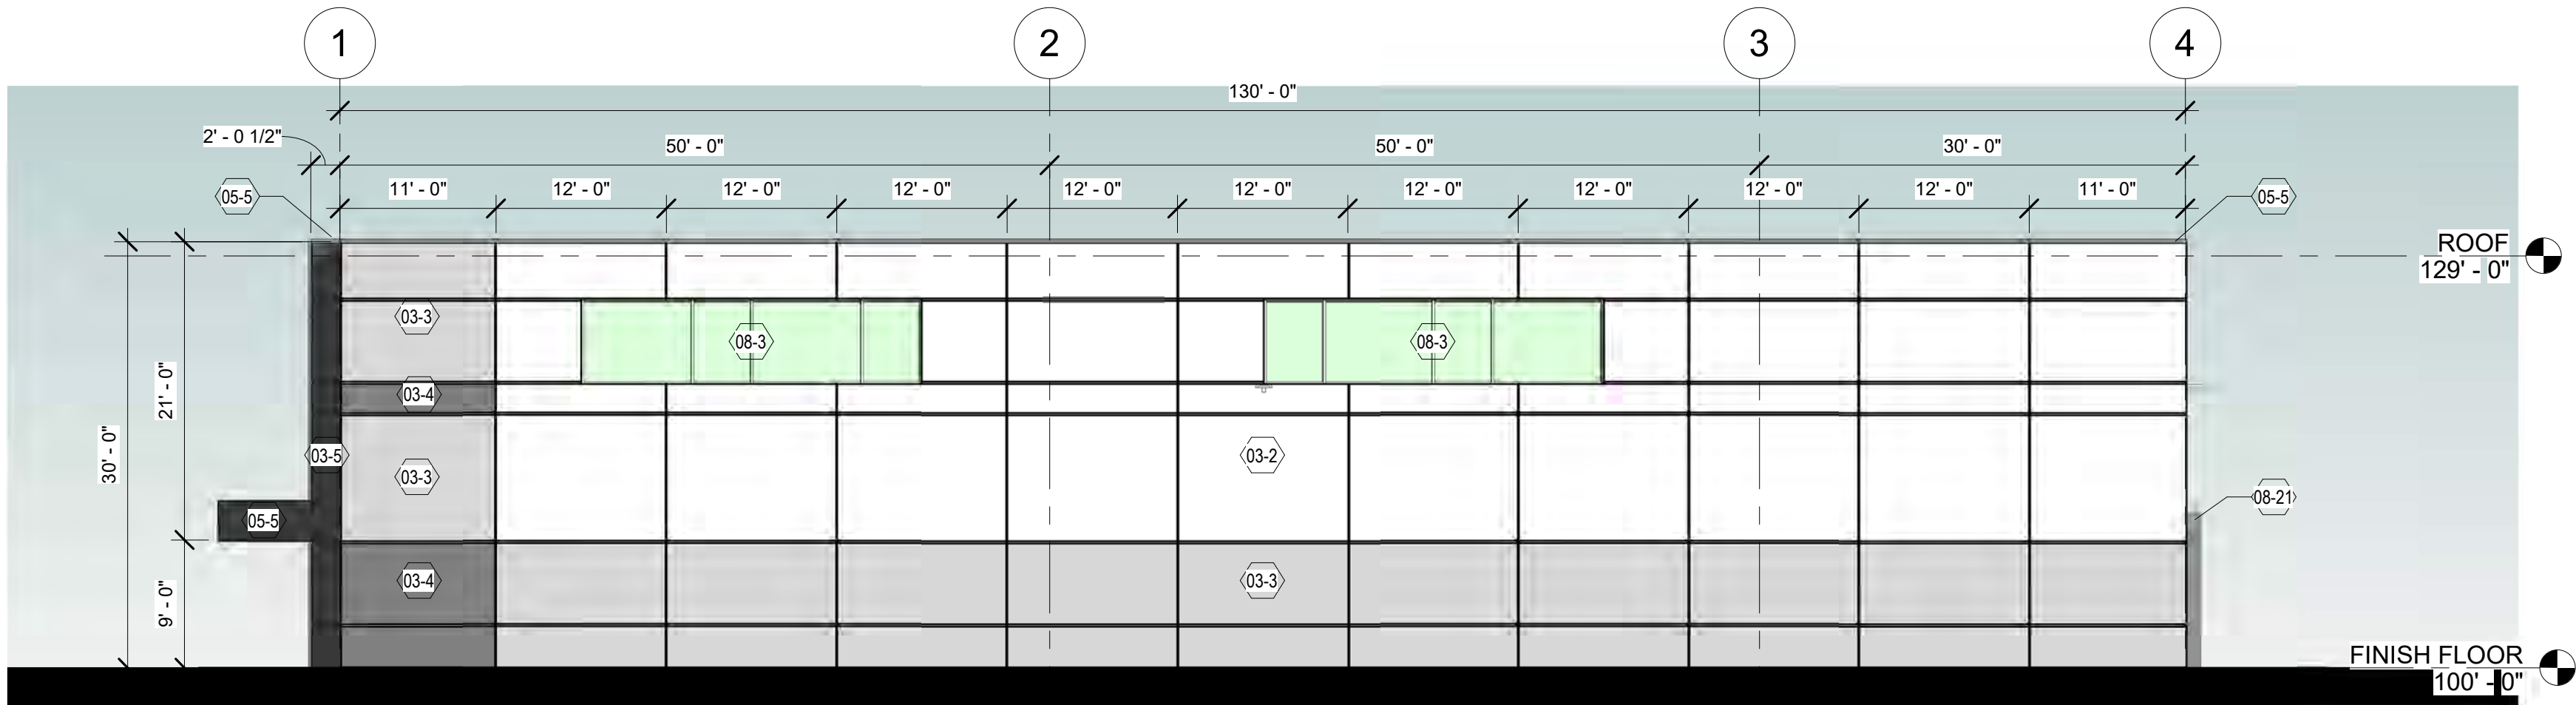 1
2
3
4
130' - 0"
2' - 0 1/2"
50' - 0"
50' - 0"
30' - 0"
05-5
11' - 0"
12' - 0"
12' - 0"
12' - 0"
12' - 0"
12' - 0"
12' - 0"
12' - 0"
12' - 0"
12' - 0"
11' - 0"
05-5
ROOF
129' - 0"
03-3
08-3
08-3
21' - 0"
03-4
30' - 0"
03-5
03-2
03-3
08-21
05-5
9' - 0"
03-4
03-3
FINISH FLOOR
100' - 0"